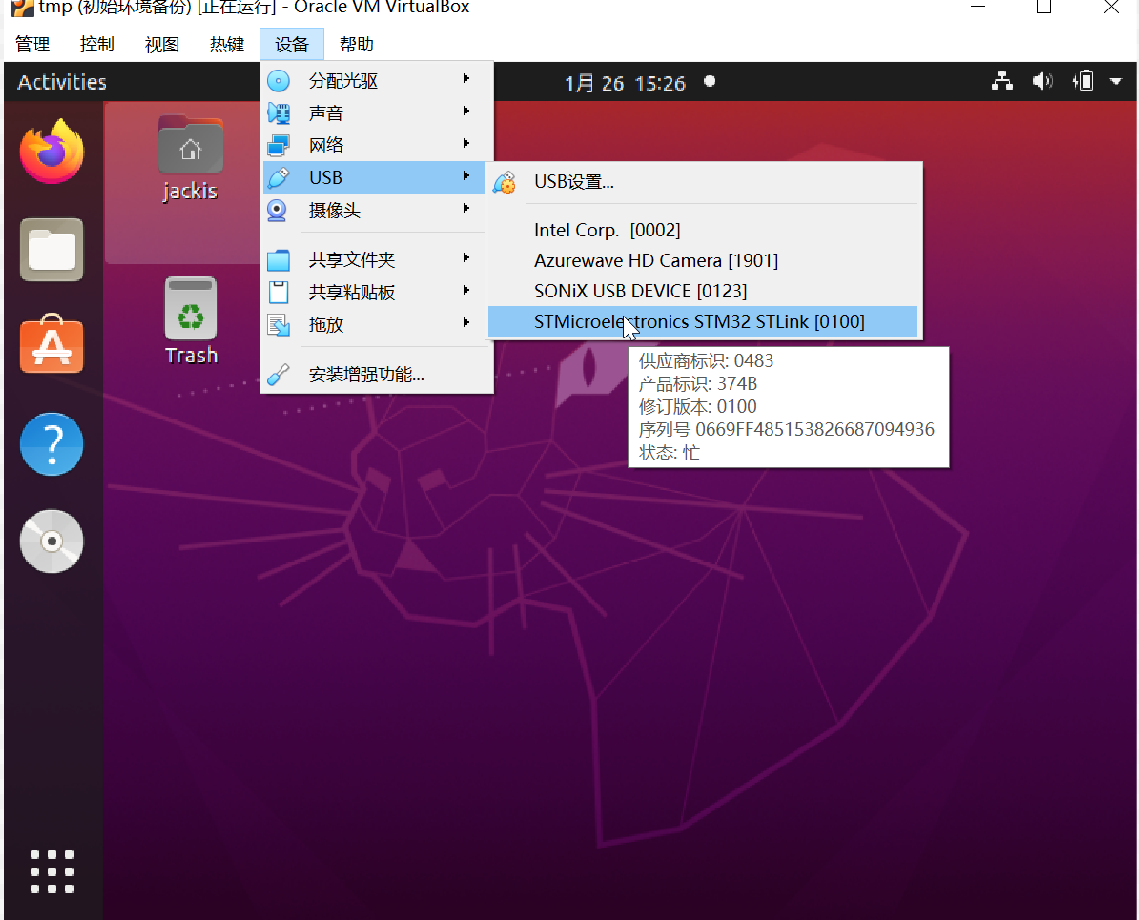 tmp (初始环境备份) [正在运行] - Oracle VM VirtualBox
管理 控制 视图 热键 设备 帮助
Activities
1月 26 15:26
jackis
Trash
分配光驱
声音
网络
USB
摄像头
共享文件夹
共享粘贴板
拖放
安装增强功能...
USB设置...
Intel Corp. [0002]
Azurewave HD Camera [1901]
SONiX USB DEVICE [0123]
STMicroelectronics STM32 STLink [0100]
供应商标识: 0483
产品标识: 374B
修订版本: 0100
序列号 0669FF485153826687094936
状态: 忙